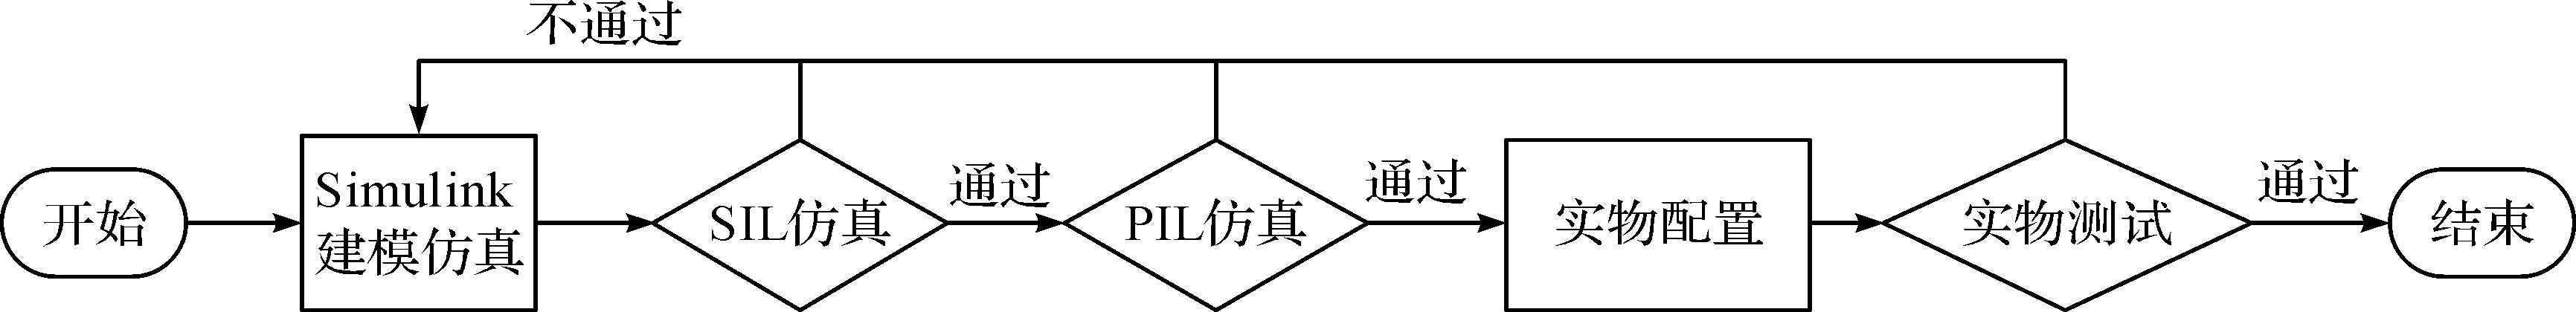 不通过
开始
Simulink
建模仿真
SIL仿真
通过
PIL仿真
通过
实物配置
实物测试
通过
结束